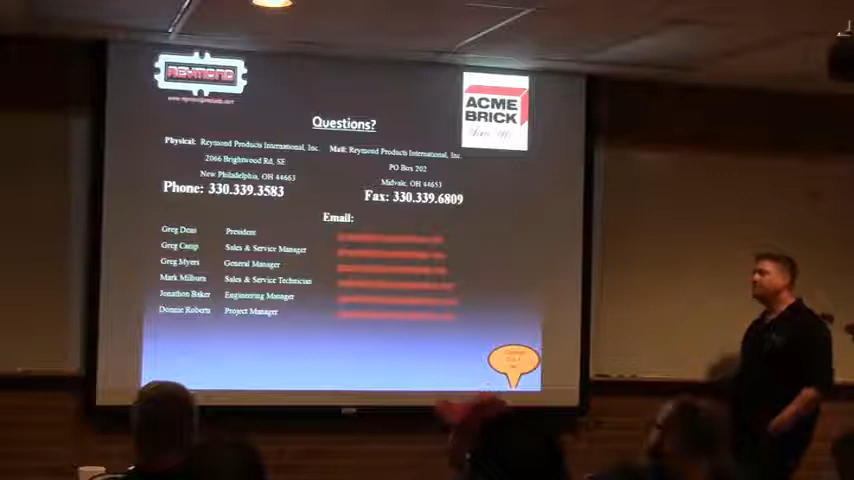 REYMOND
ACME
BRICK
Questions?
Physical: Reymond Products International, Inc.
2066 Brightwood Rd, SE
New Philadelphia, OH 44663
Phone: 330.339.3583
Mail: Reymond Products International, Inc.
PO Box 202
Midvale, OH 44653
Fax: 330.339.6809
Email:
Greg Deas President
Greg Camp Sales & Service Manager
Greg Myers General Manager
Mark Milburn Sales & Service Technician
Jonathon Baker Engineering Manager
Donnie Roberts Project Manager